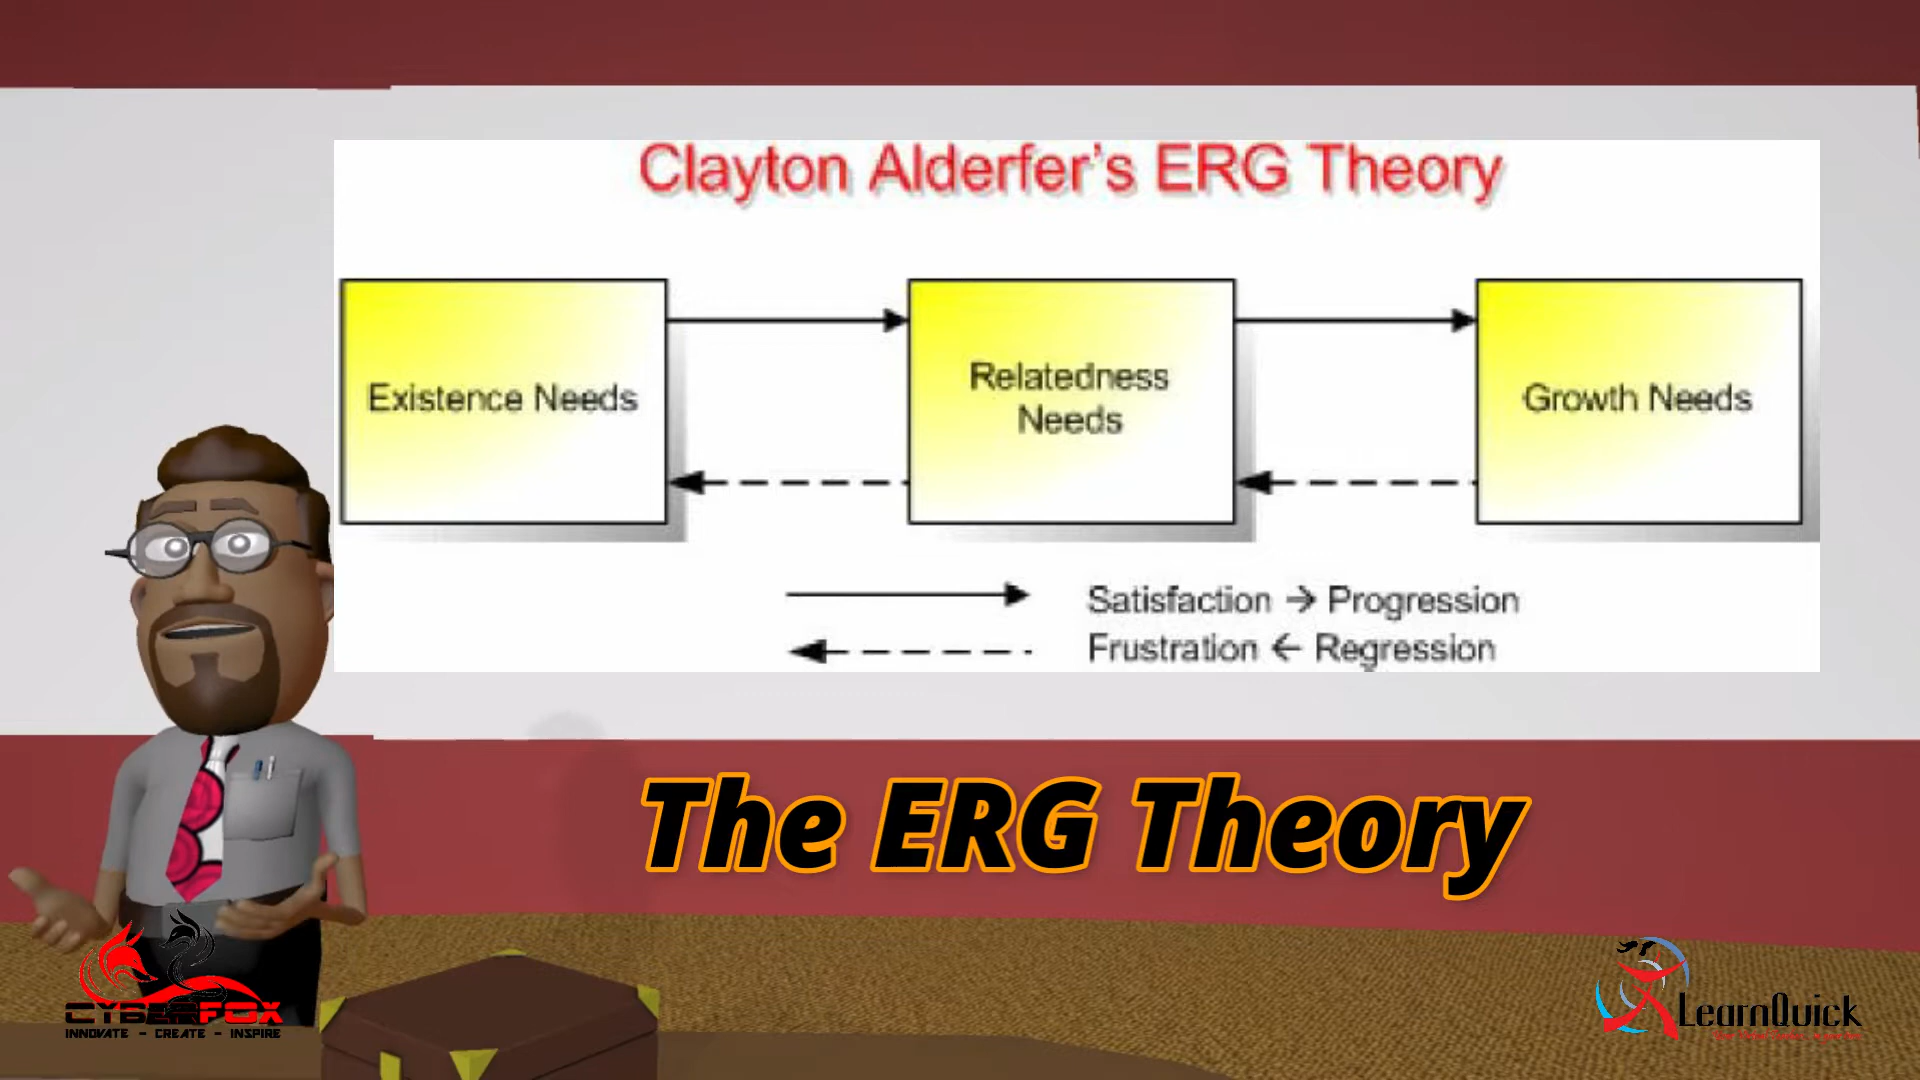 Clayton Alderfer's ERG Theory
Existence Needs
Relatedness
Needs
Growth Needs
Satisfaction → Progression
Frustration ← Regression
The ERG Theory
CYBERFOX
INNOVATE - CREATE - INSPIRE
LearnQuick